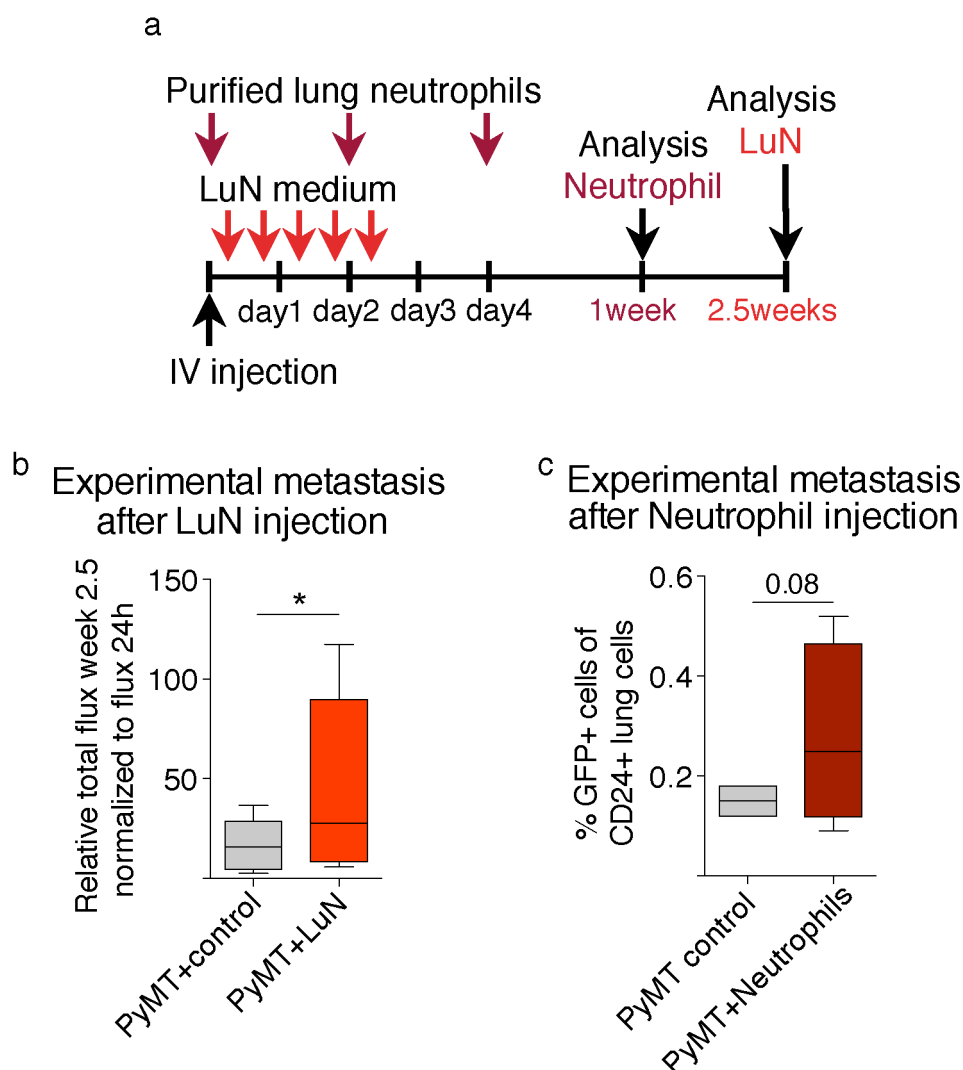 a
Purified lung neutrophils
LuN medium
Analysis
Neutrophil
Analysis
LuN
day1 day2 day3 day4 1week 2.5weeks
IV injection
b
Experimental metastasis
after LuN injection
Relative total flux week 2.5
normalized to flux 24h
150
100
50
*
PyMT+control
PyMT+LuN
c
Experimental metastasis
after Neutrophil injection
% GFP+ cells of
CD24+ lung cells
0.6
0.4
0.2
0.08
PyMT control
PyMT+Neutrophils